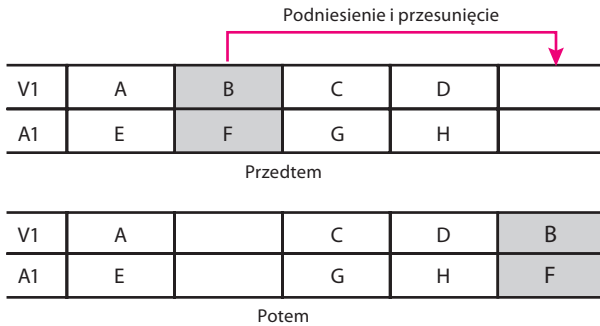 Podniesienie i przesunięcie
V1 A B C D
A1 E F G H
Przedtem
V1 A C D B
A1 E G H F
Potem